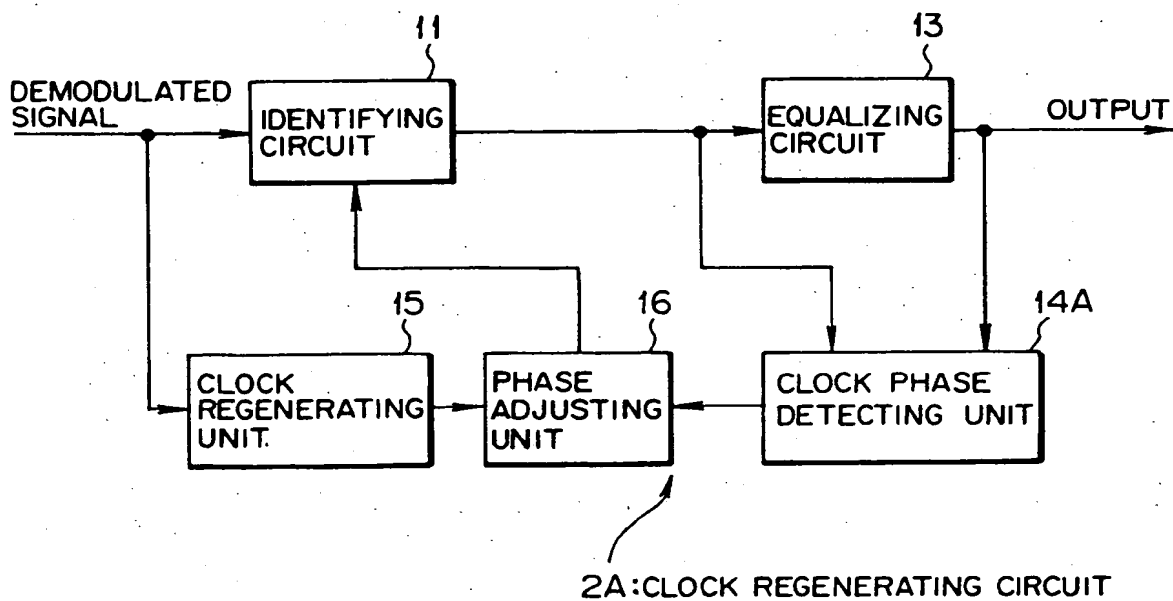 11
13
DEMODULATED
SIGNAL
IDENTIFYING
CIRCUIT
EQUALIZING
CIRCUIT
OUTPUT
15
16
14A
CLOCK
REGENERATING
UNIT.
PHASE
ADJUSTING
UNIT
CLOCK PHASE
DETECTING UNIT
2A:CLOCK REGENERATING CIRCUIT